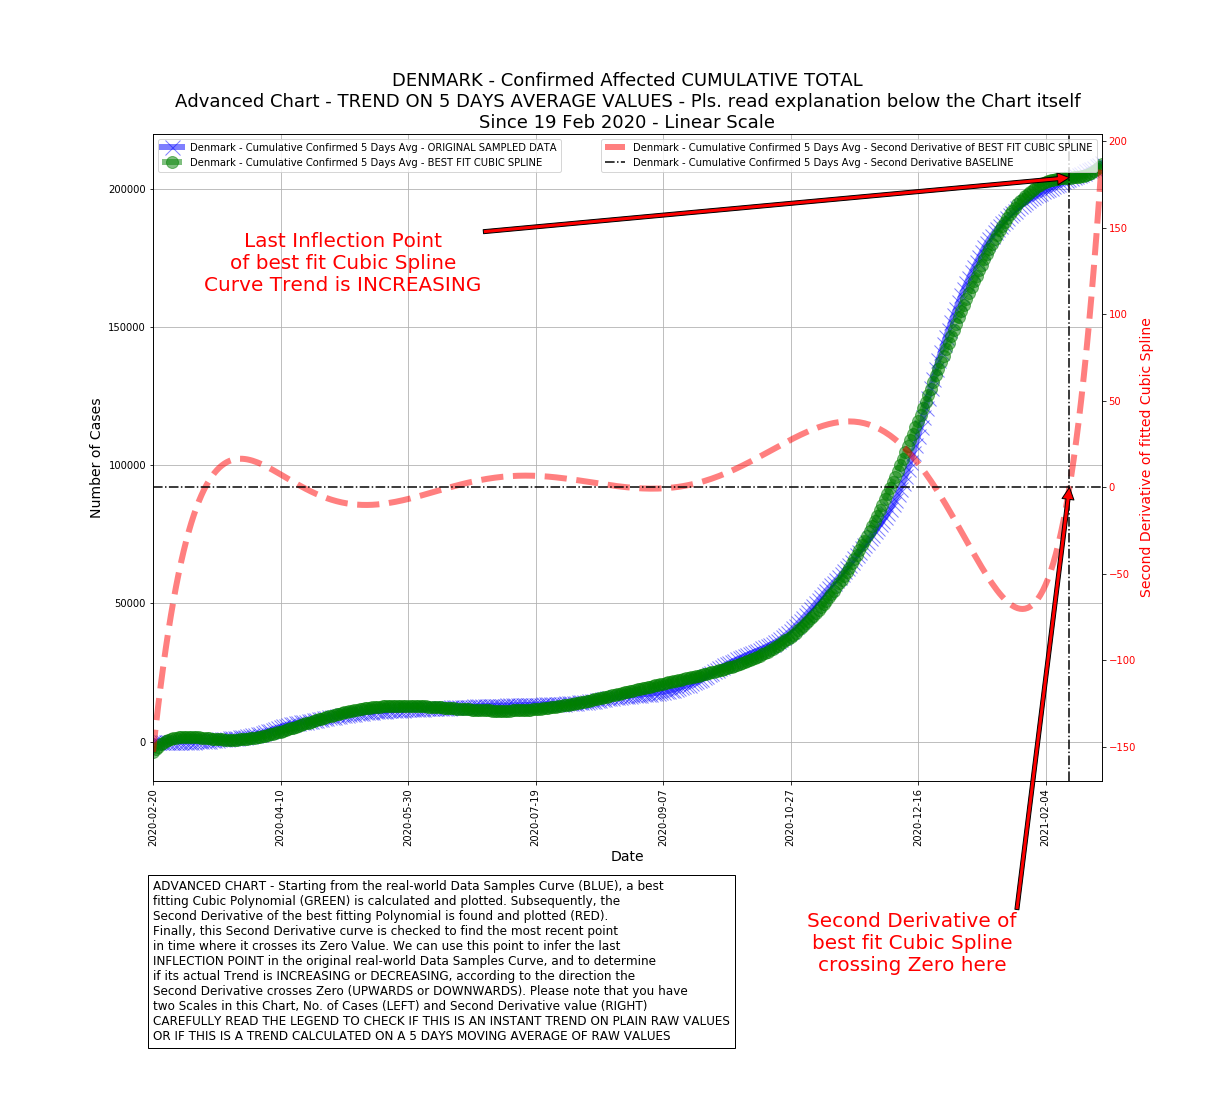 DENMARK - Confirmed Affected CUMULATIVE TOTAL
Advanced Chart - TREND ON 5 DAYS AVERAGE VALUES - Pls. read explanation below the Chart itself
Since 19 Feb 2020 - Linear Scale
Denmark - Cumulative Confirmed 5 Days Avg - ORIGINAL SAMPLED DATA
Denmark - Cumulative Confirmed 5 Days Avg - BEST FIT CUBIC SPLINE
Denmark - Cumulative Confirmed 5 Days Avg - Second Derivative of BEST FIT CUBIC SPLINE
Denmark - Cumulative Confirmed 5 Days Avg - Second Derivative BASELINE
Last Inflection Point
of best fit Cubic Spline
Curve Trend is INCREASING
Number of Cases
200000
150000
100000
50000
0
200
150
100
50
0
−50
−100
−150
Second Derivative of fitted Cubic Spline
2020-02-20
2020-04-10
2020-05-30
2020-07-19
2020-09-07
2020-10-27
2020-12-16
2021-02-04
Date
ADVANCED CHART - Starting from the real-world Data Samples Curve (BLUE), a best
fitting Cubic Polynomial (GREEN) is calculated and plotted. Subsequently, the
Second Derivative of the best fitting Polynomial is found and plotted (RED).
Finally, this Second Derivative curve is checked to find the most recent point
in time where it crosses its Zero Value. We can use this point to infer the last
INFLECTION POINT in the original real-world Data Samples Curve, and to determine
if its actual Trend is INCREASING or DECREASING, according to the direction the
Second Derivative crosses Zero (UPWARDS or DOWNWARDS). Please note that you have
two Scales in this Chart, No. of Cases (LEFT) and Second Derivative value (RIGHT)
CAREFULLY READ THE LEGEND TO CHECK IF THIS IS AN INSTANT TREND ON PLAIN RAW VALUES
OR IF THIS IS A TREND CALCULATED ON A 5 DAYS MOVING AVERAGE OF RAW VALUES
Second Derivative of
best fit Cubic Spline
crossing Zero here